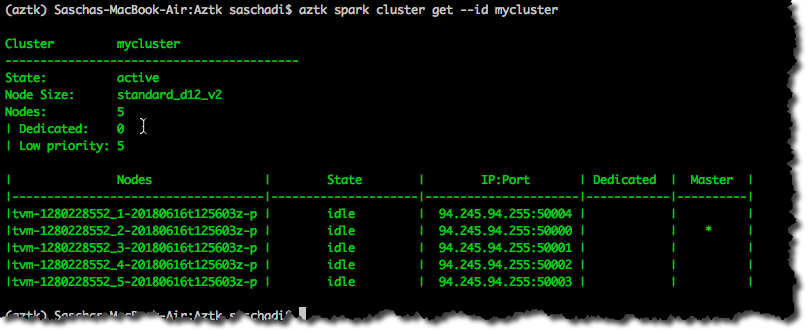 (aztk) Saschas-MacBook-Air:Aztk saschadi$ aztk spark cluster get --id mycluster
Cluster mycluster
------------------------------------------
State: active
Node Size: standard_d12_v2
Nodes: 5
| Dedicated: 0
| Low priority: 5
| Nodes | State | IP:Port | Dedicated | Master |
|------------------------------------|---------------------|----------------------|------------|----------|
|tvm-1280228552_1-20180616t125603z-p | idle | 94.245.94.255:50004 | | |
|tvm-1280228552_2-20180616t125603z-p | idle | 94.245.94.255:50000 | | * |
|tvm-1280228552_3-20180616t125603z-p | idle | 94.245.94.255:50001 | | |
|tvm-1280228552_4-20180616t125603z-p | idle | 94.245.94.255:50002 | | |
|tvm-1280228552_5-20180616t125603z-p | idle | 94.245.94.255:50003 | | |
(aztk) Saschas-MacBook-Air:Aztk saschadi$